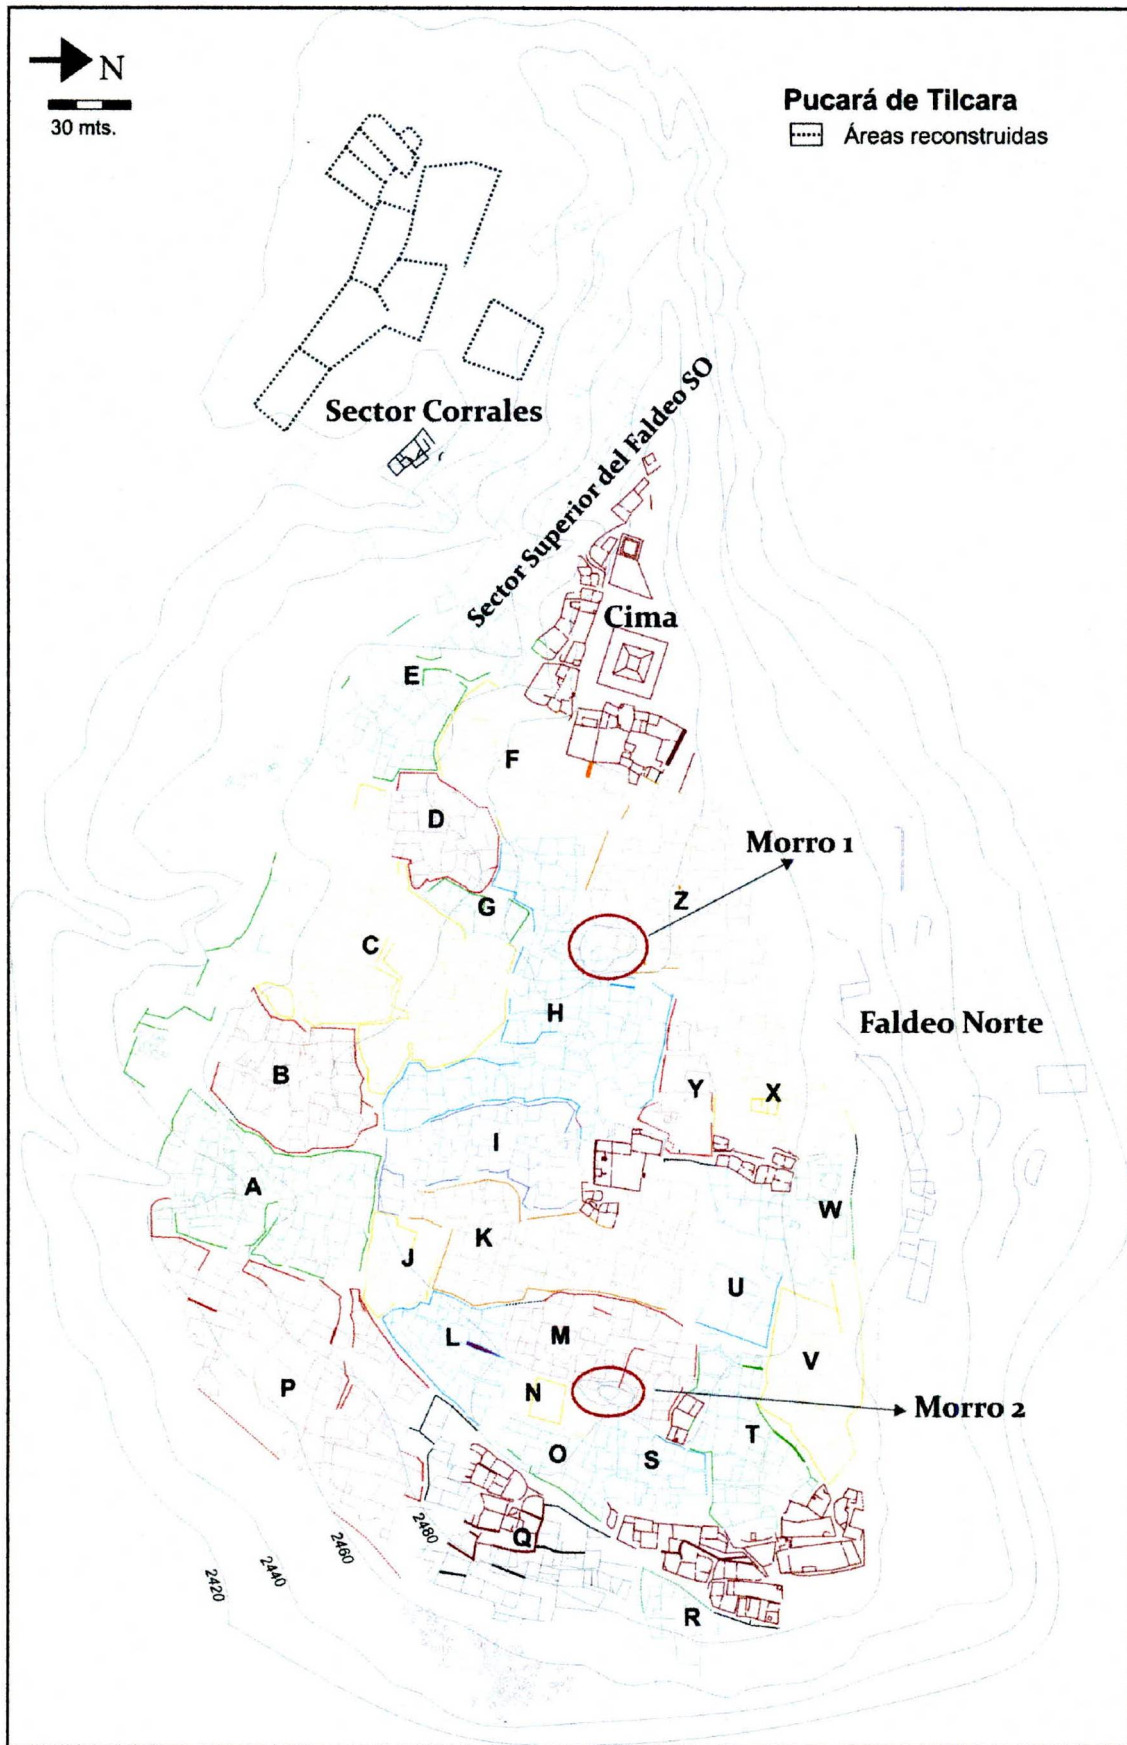 N
30 mts.
Pucará de Tilcara
Áreas reconstruidas
Sector Corrales
Sector Superior del Faldeo SO
Cima
E
F
D
Morro 1
Z
G
C
H
Faldeo Norte
B
Y
X
I
A
W
K
J
U
L
M
V
P
N
Morro 2
T
O
S
Q
2480
2460
2440
2420
R